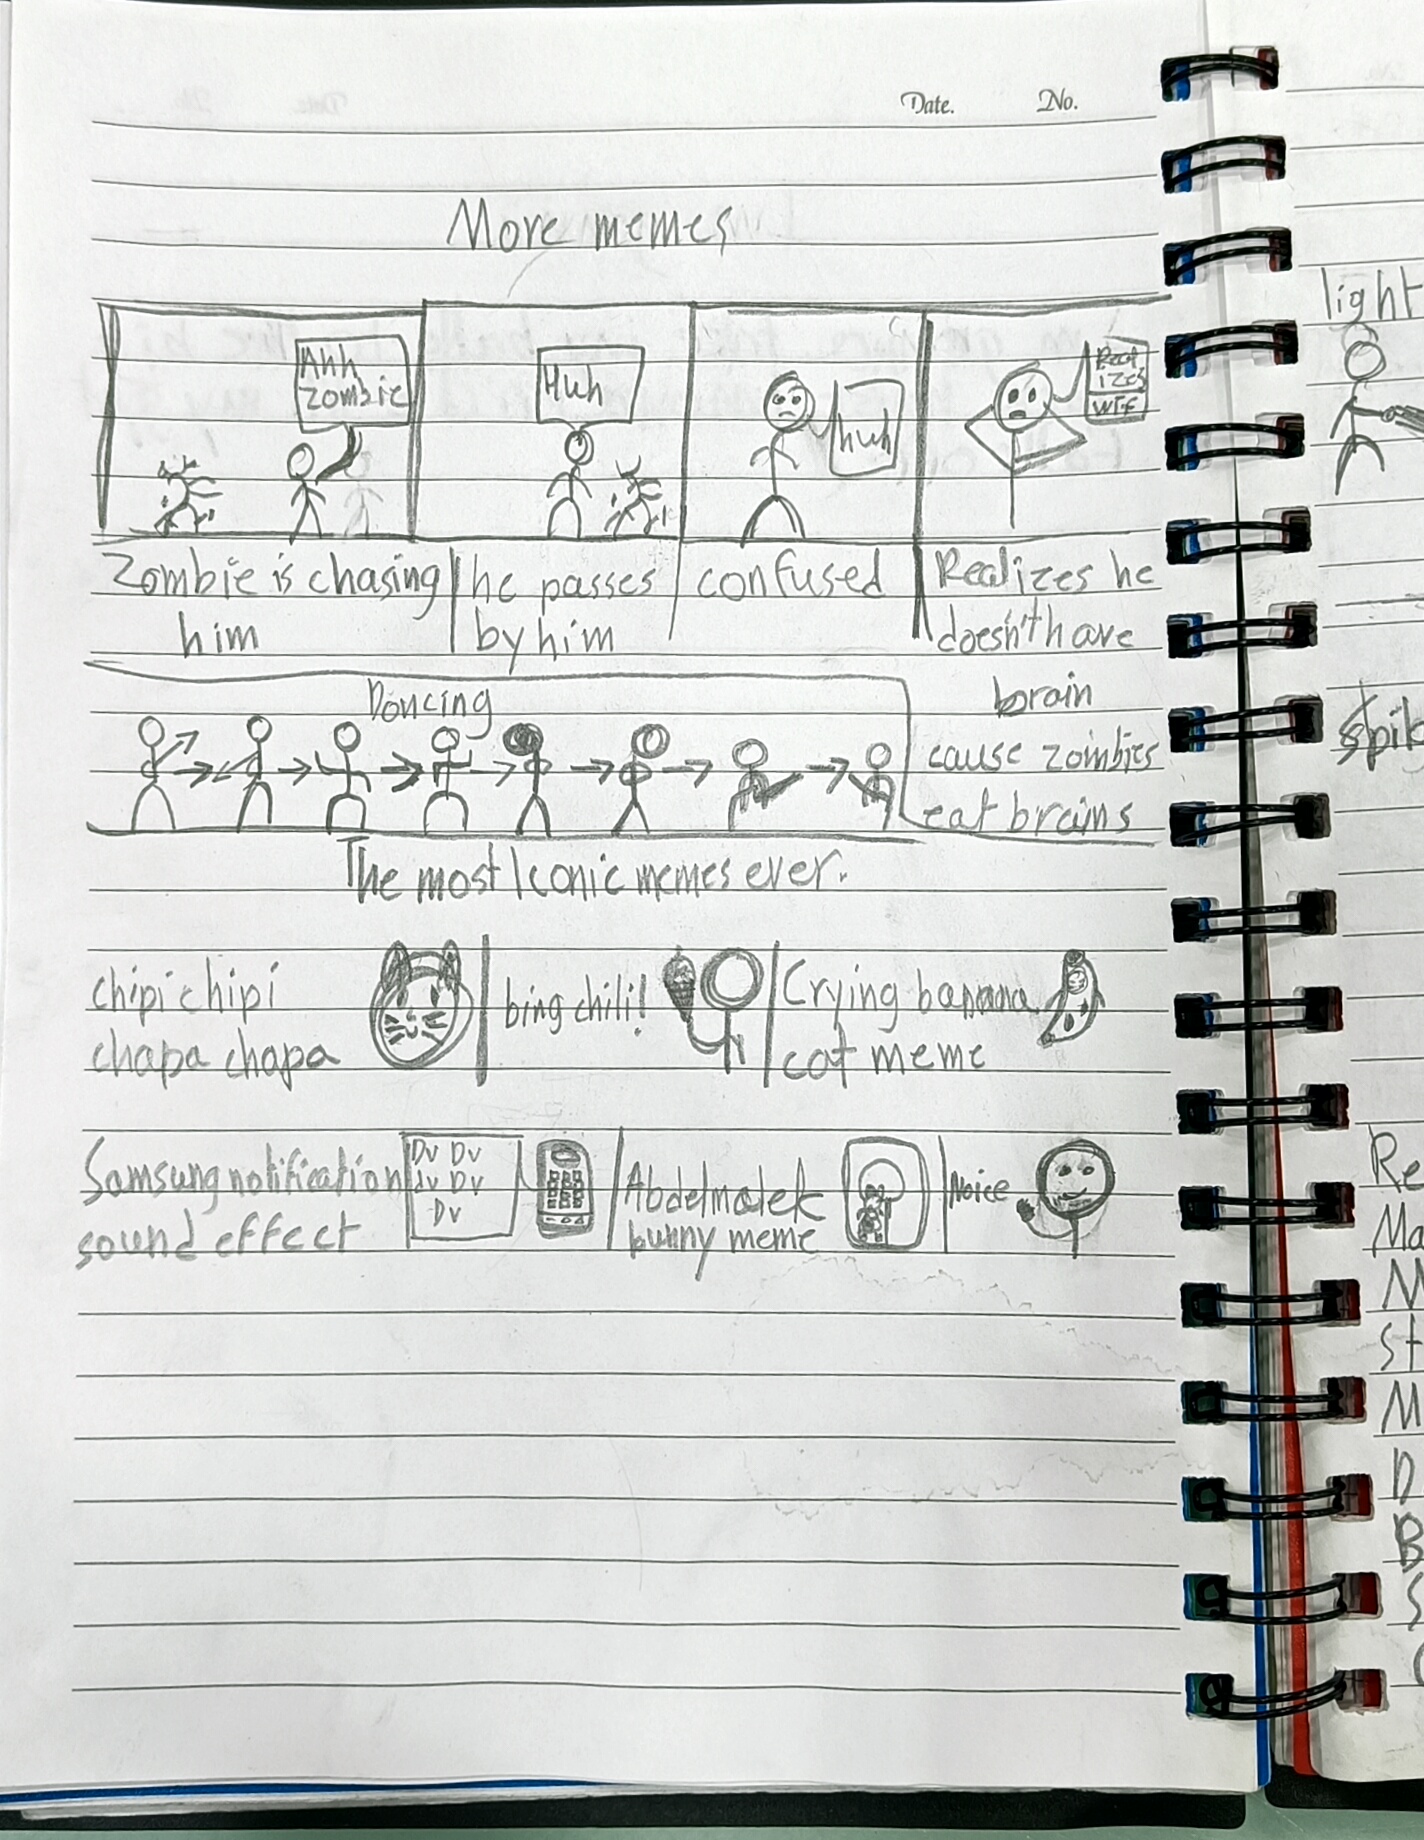 Date. No.
More memes
Ahh
zombie
Huh
huh
Real
izes
WTF
Zombie is chasing
him
he passes
by him
confused
Realizes he
doesn't have
brain
cause zombies
eat brains
Doncing
The most Iconic memes ever.
chipi chipi
chapa chapa
bing chili!
Crying banana
cat meme
Samsung notification
sound effect
Dv Dv
dv Dv
Dv
Abdelmalek
bunny meme
Noice
light
spik
Re
Ma
M
st
M
D
B
S